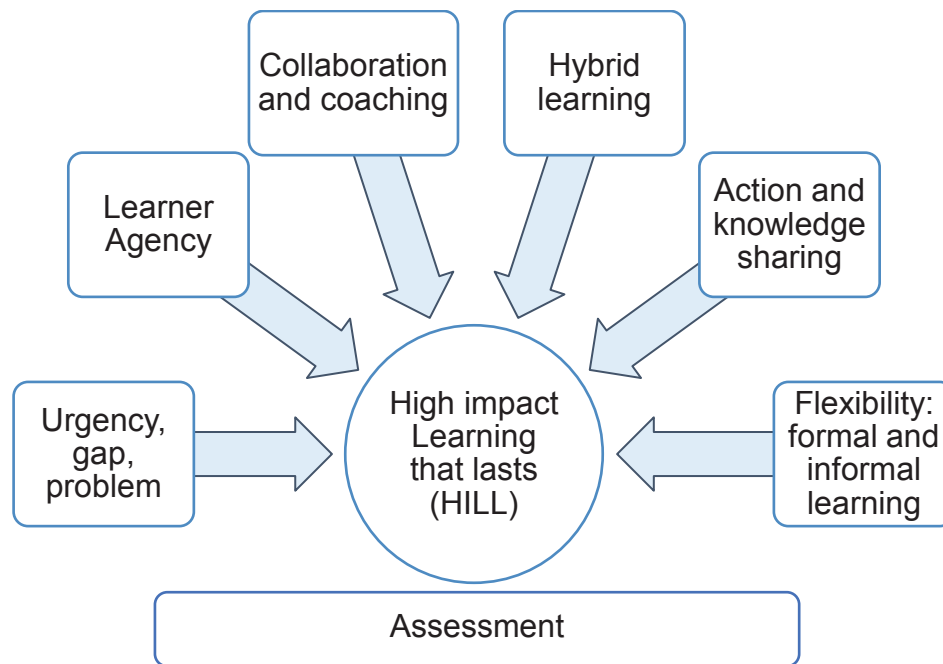 Collaboration
and coaching
Hybrid
learning
Learner
Agency
Action and
knowledge
sharing
Urgency,
gap,
problem
High impact
Learning
that lasts
(HILL)
Flexibility:
formal and
informal
learning
Assessment